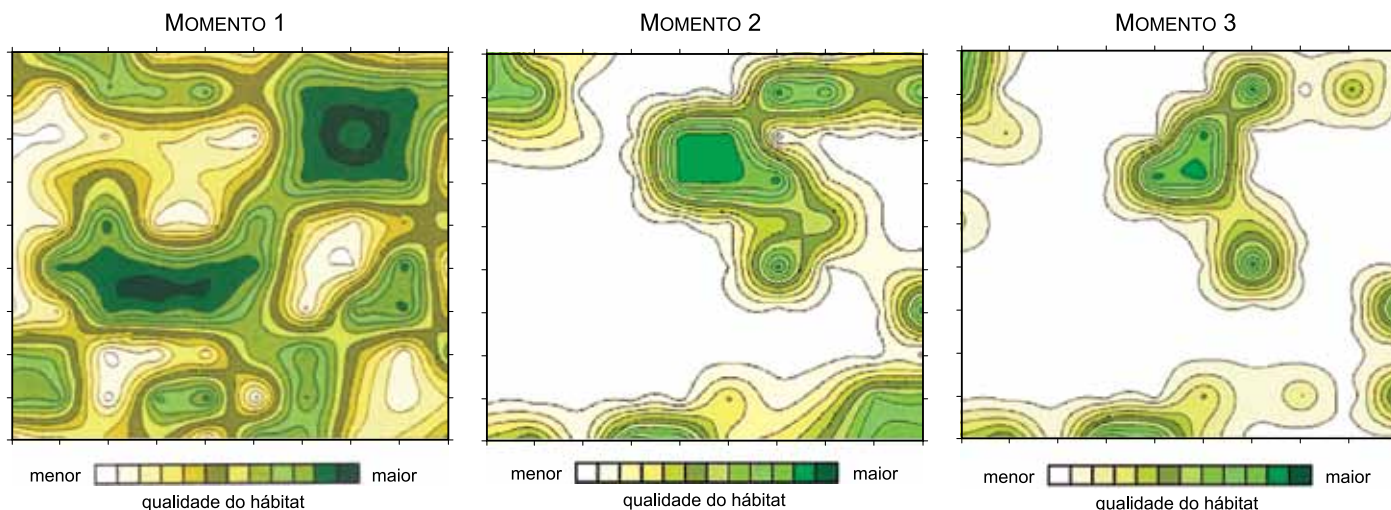 MOMENTO 1
MOMENTO 2
MOMENTO 3
menor maior
qualidade do hábitat
menor maior
qualidade do hábitat
menor maior
qualidade do hábitat